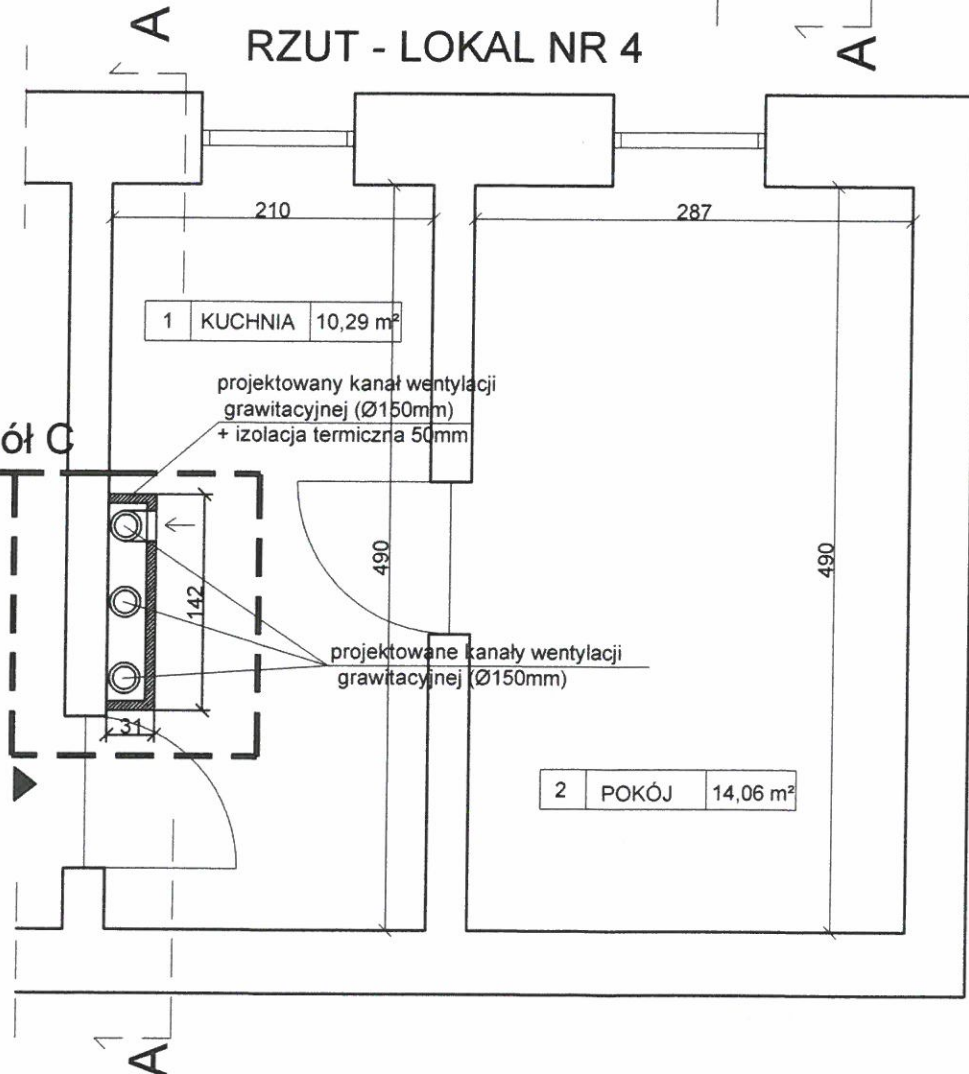 A
RZUT - LOKAL NR 4
A
210
287
1 KUCHNIA 10,29 m²
projektowany kanał wentylacji
grawitacyjnej (Ø150mm)
+ izolacja termiczna 50mm
ół C
490
142
490
projektowane kanały wentylacji
grawitacyjnej (Ø150mm)
31
2 POKÓJ 14,06 m²
A